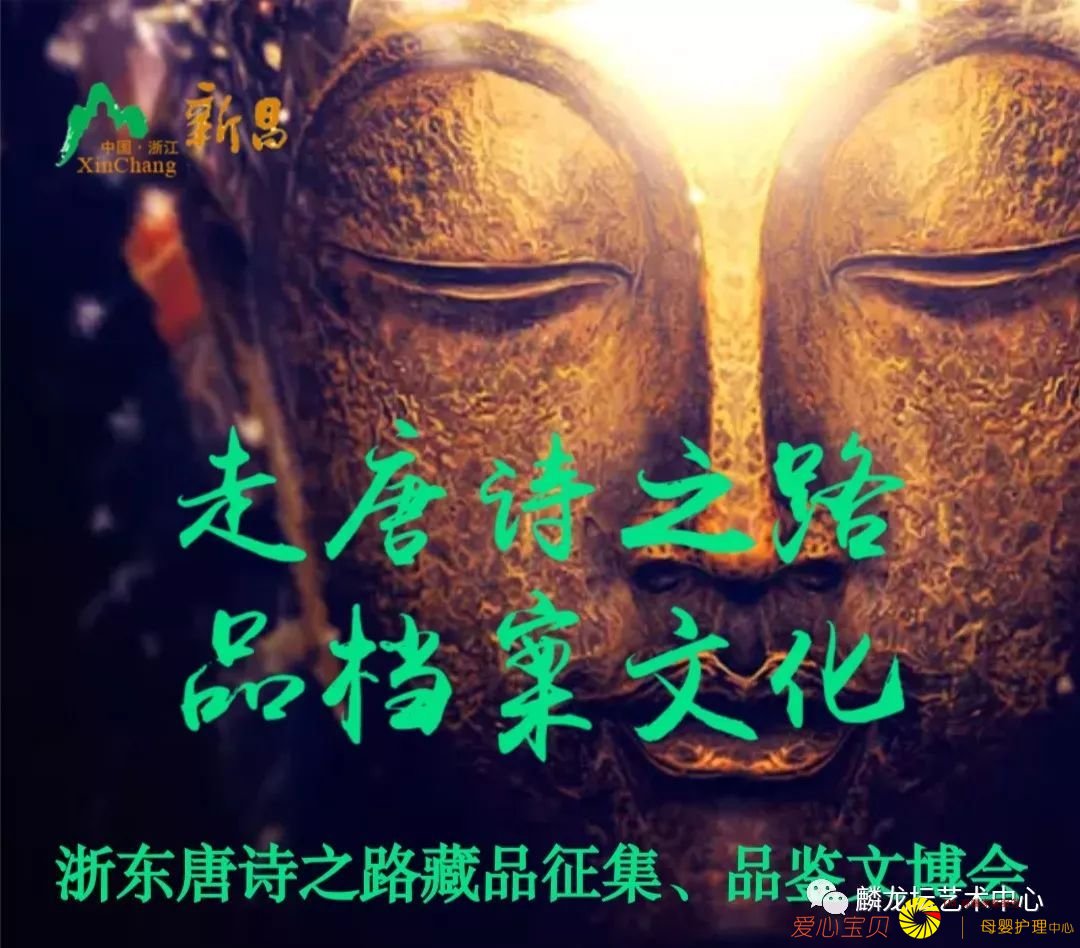 中国·浙江
XinChang
新昌
走唐诗之路
品档案文化
浙东唐诗之路藏品征集、品鉴文博会
麟龙坛艺术中心
爱心宝贝
母婴护理中心